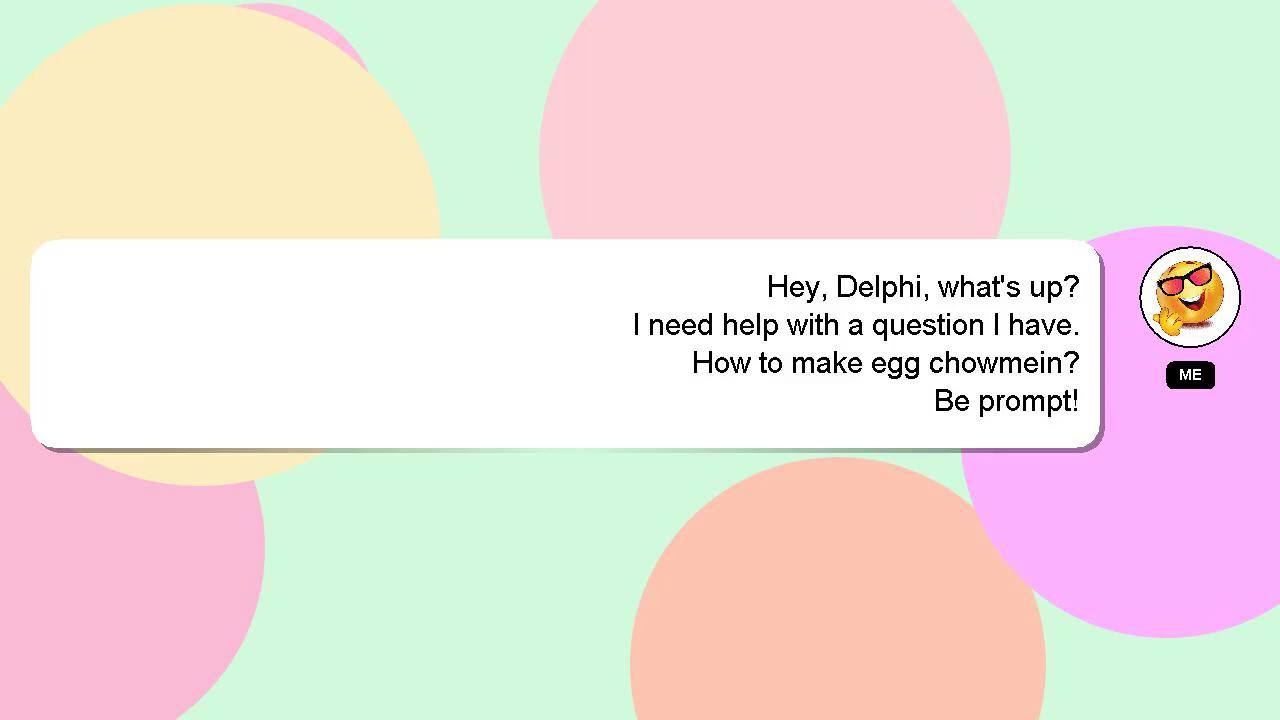 Hey, Delphi, what's up?
I need help with a question I have.
How to make egg chowmein?
Be prompt!
ME